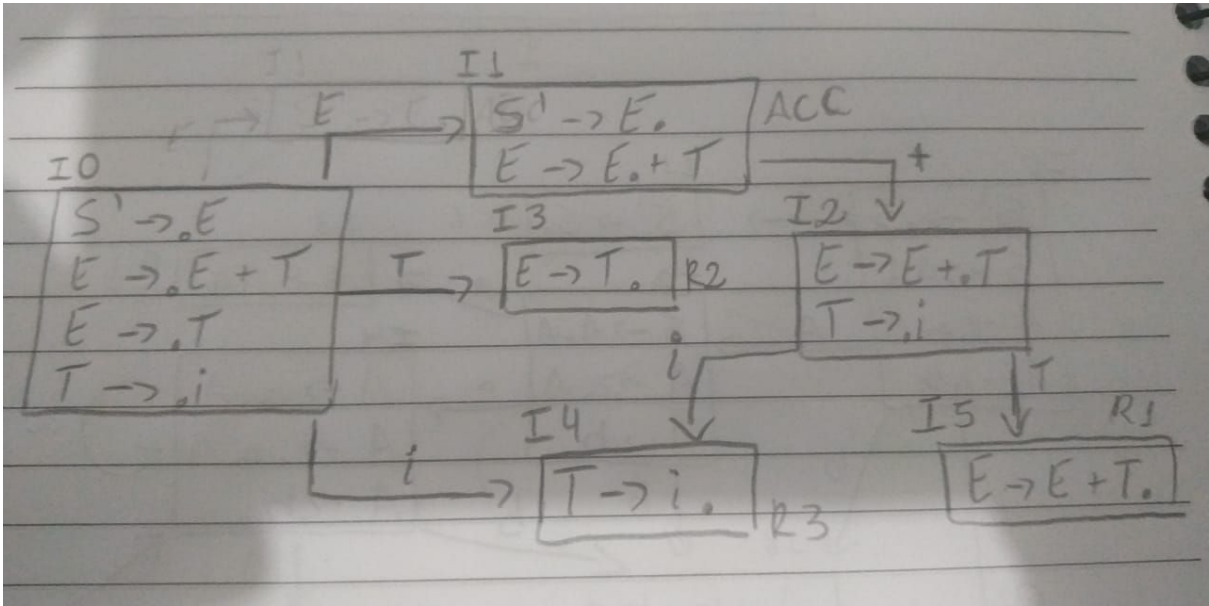 I1
E
S' -> E.
ACC
E -> E.+ T
+
I0
S' -> .E
E -> .E + T
E -> .T
T -> .i
T
I3
E -> T.
R2
I2
E -> E +.T
T -> .i
i
T
i
I4
T -> i.
R3
I5
R1
E -> E + T.